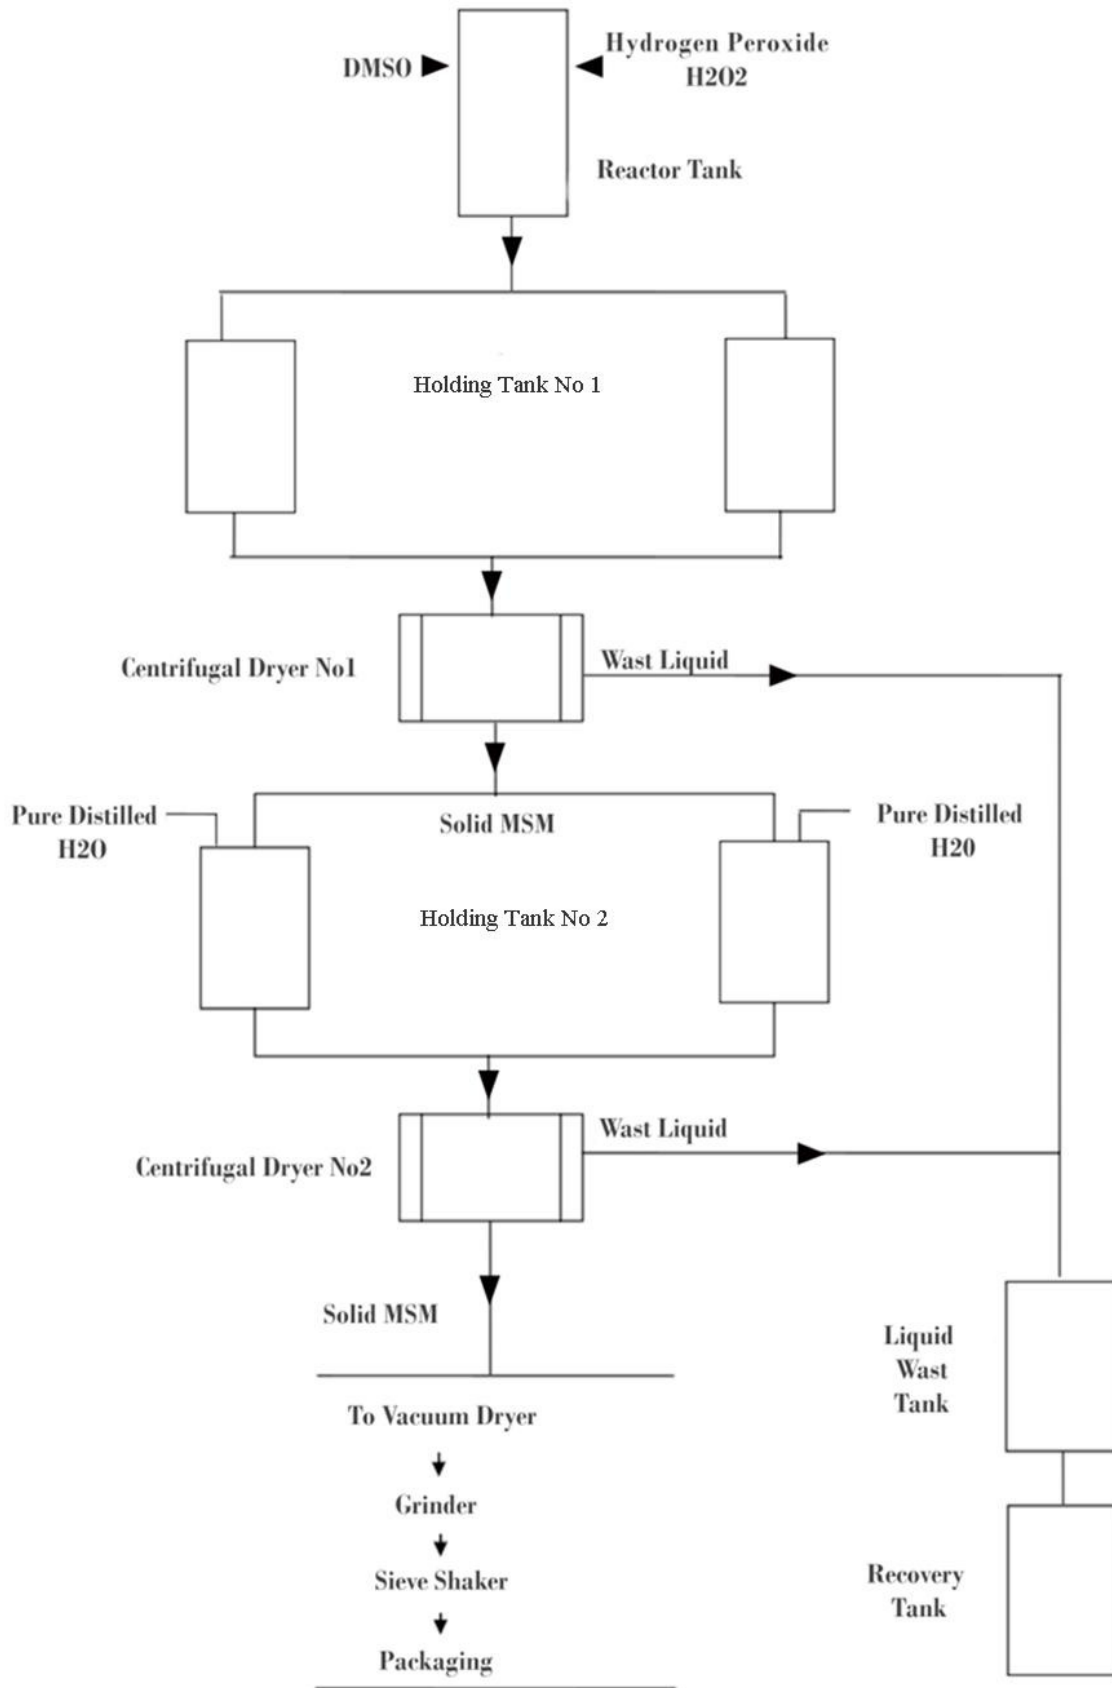 DMSO
Hydrogen Peroxide
H2O2
Reactor Tank
Holding Tank No 1
Centrifugal Dryer No1
Wast Liquid
Pure Distilled
H2O
Solid MSM
Pure Distilled
H20
Holding Tank No 2
Centrifugal Dryer No2
Wast Liquid
Solid MSM
Liquid
Wast
Tank
To Vacuum Dryer
Grinder
Sieve Shaker
Packaging
Recovery
Tank